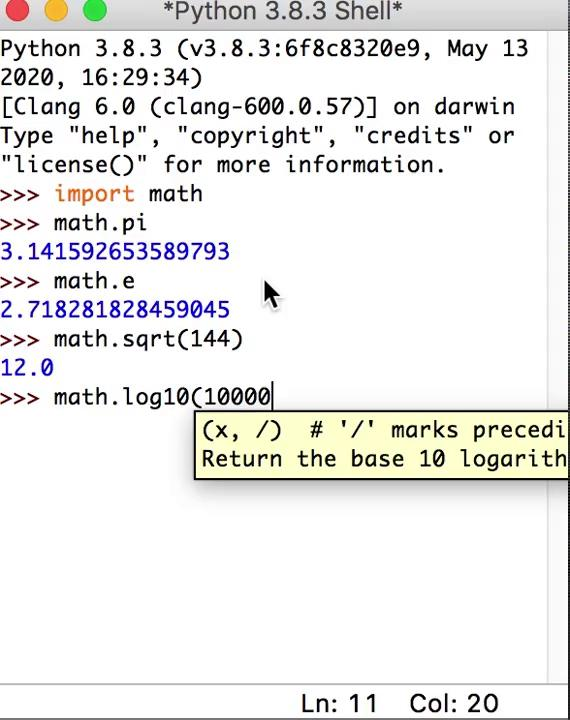 *Python 3.8.3 Shell*
Python 3.8.3 (v3.8.3:6f8c8320e9, May 13
2020, 16:29:34)
[Clang 6.0 (clang-600.0.57)] on darwin
Type "help", "copyright", "credits" or
"license()" for more information.
>>> import math
>>> math.pi
3.141592653589793
>>> math.e
2.718281828459045
>>> math.sqrt(144)
12.0
>>> math.log10(10000
(x, /)  # '/' marks precedi
Return the base 10 logarith
Ln: 11  Col: 20